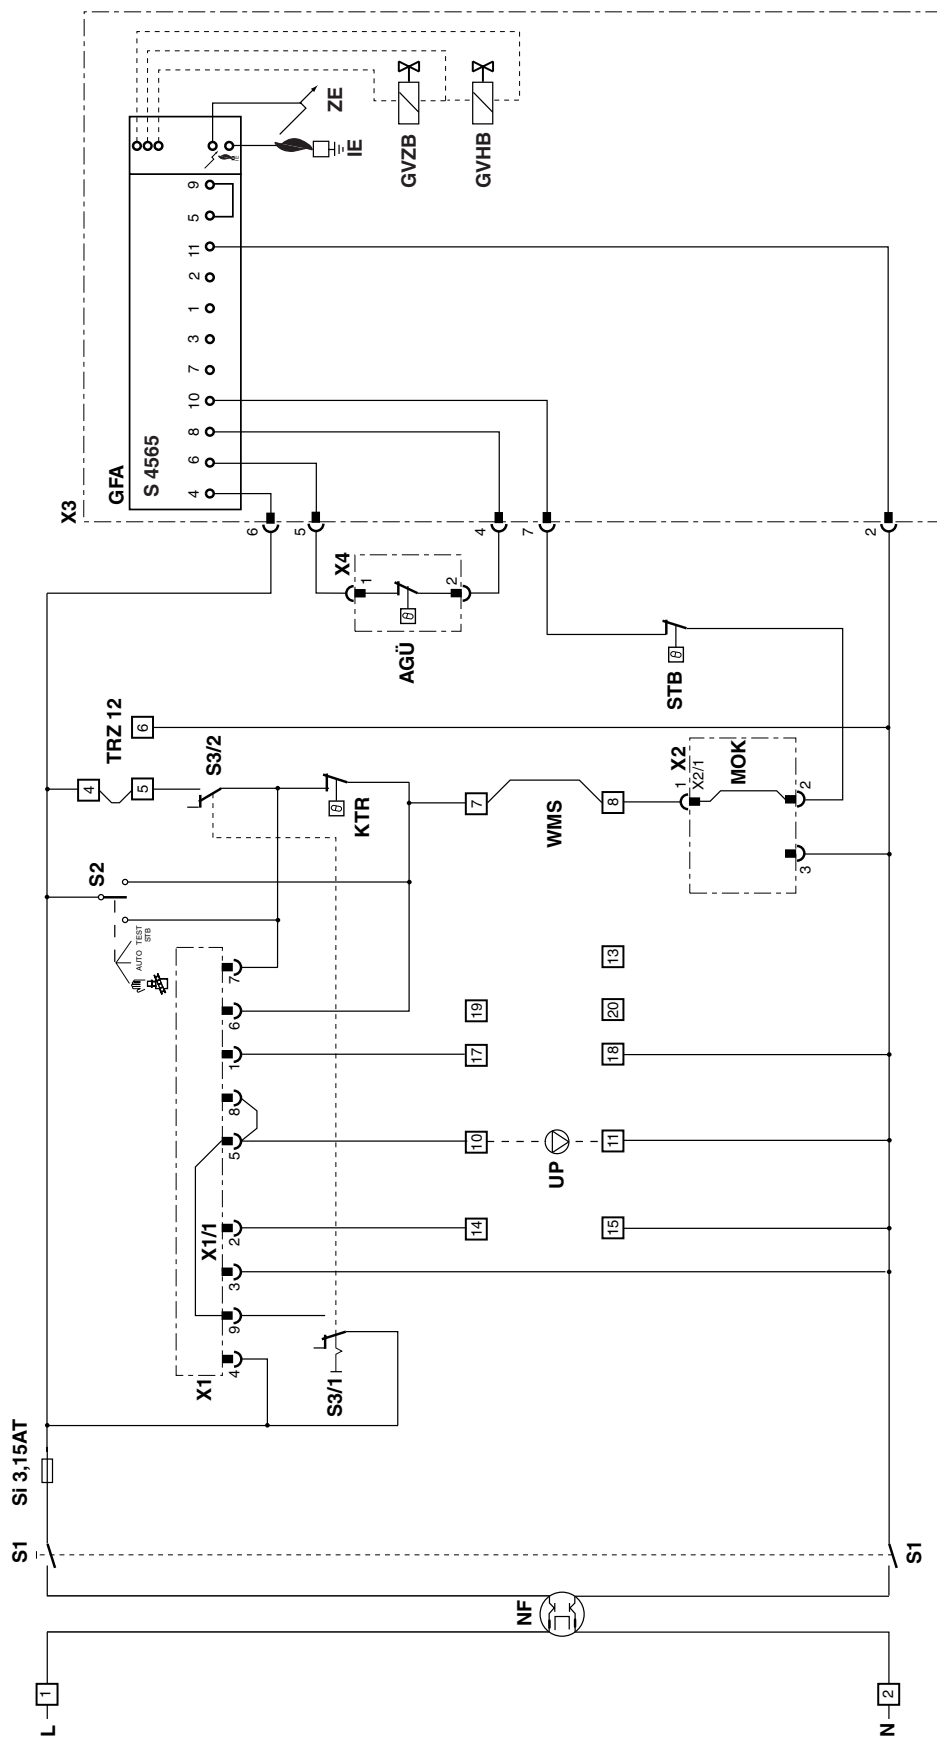 X3
GFA
S 4565
4 6 8 10 7 3 1 2 11 5 9
ZE
IE
GVZB
GVHB
6
5
4
7
2
X4
1
2
θ
AGÜ
STB
θ
TRZ 12
4
5
6
S3/2
θ
KTR
S2
AUTO TEST
STB
7
WMS
8
X2
1
X2/1
MOK
2
3
X1
X1/1
4 9 3 2 5 8 1 6 7
S3/1
14
10
17
19
UP
15
11
18
20
13
Si 3,15AT
S1
S1
NF
L
1
N
2